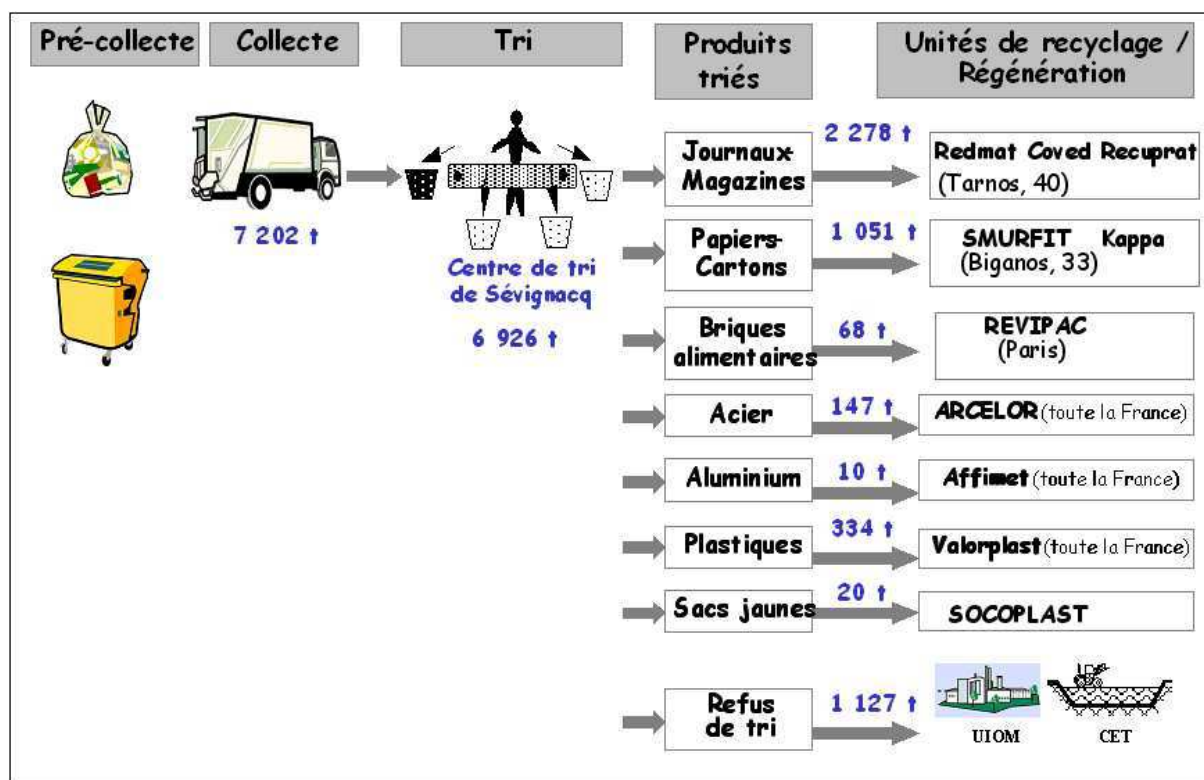 Pré-collecte
Collecte
Tri
Produits
triés
Unités de recyclage /
Régénération
7 202 t
Centre de tri
de Sévignacq
6 926 t
Journaux-
Magazines
2 278 t
Redmat Coved Recuprat
(Tarnos, 40)
Papiers-
Cartons
1 051 t
SMURFIT Kappa
(Biganos, 33)
Briques
alimentaires
68 t
REVIPAC
(Paris)
Acier
147 t
ARCELOR (toute la France)
Aluminium
10 t
Affimet (toute la France)
Plastiques
334 t
Valorplast (toute la France)
Sacs jaunes
20 t
SOCOPLAST
Refus
de tri
1 127 t
UIOM
CET